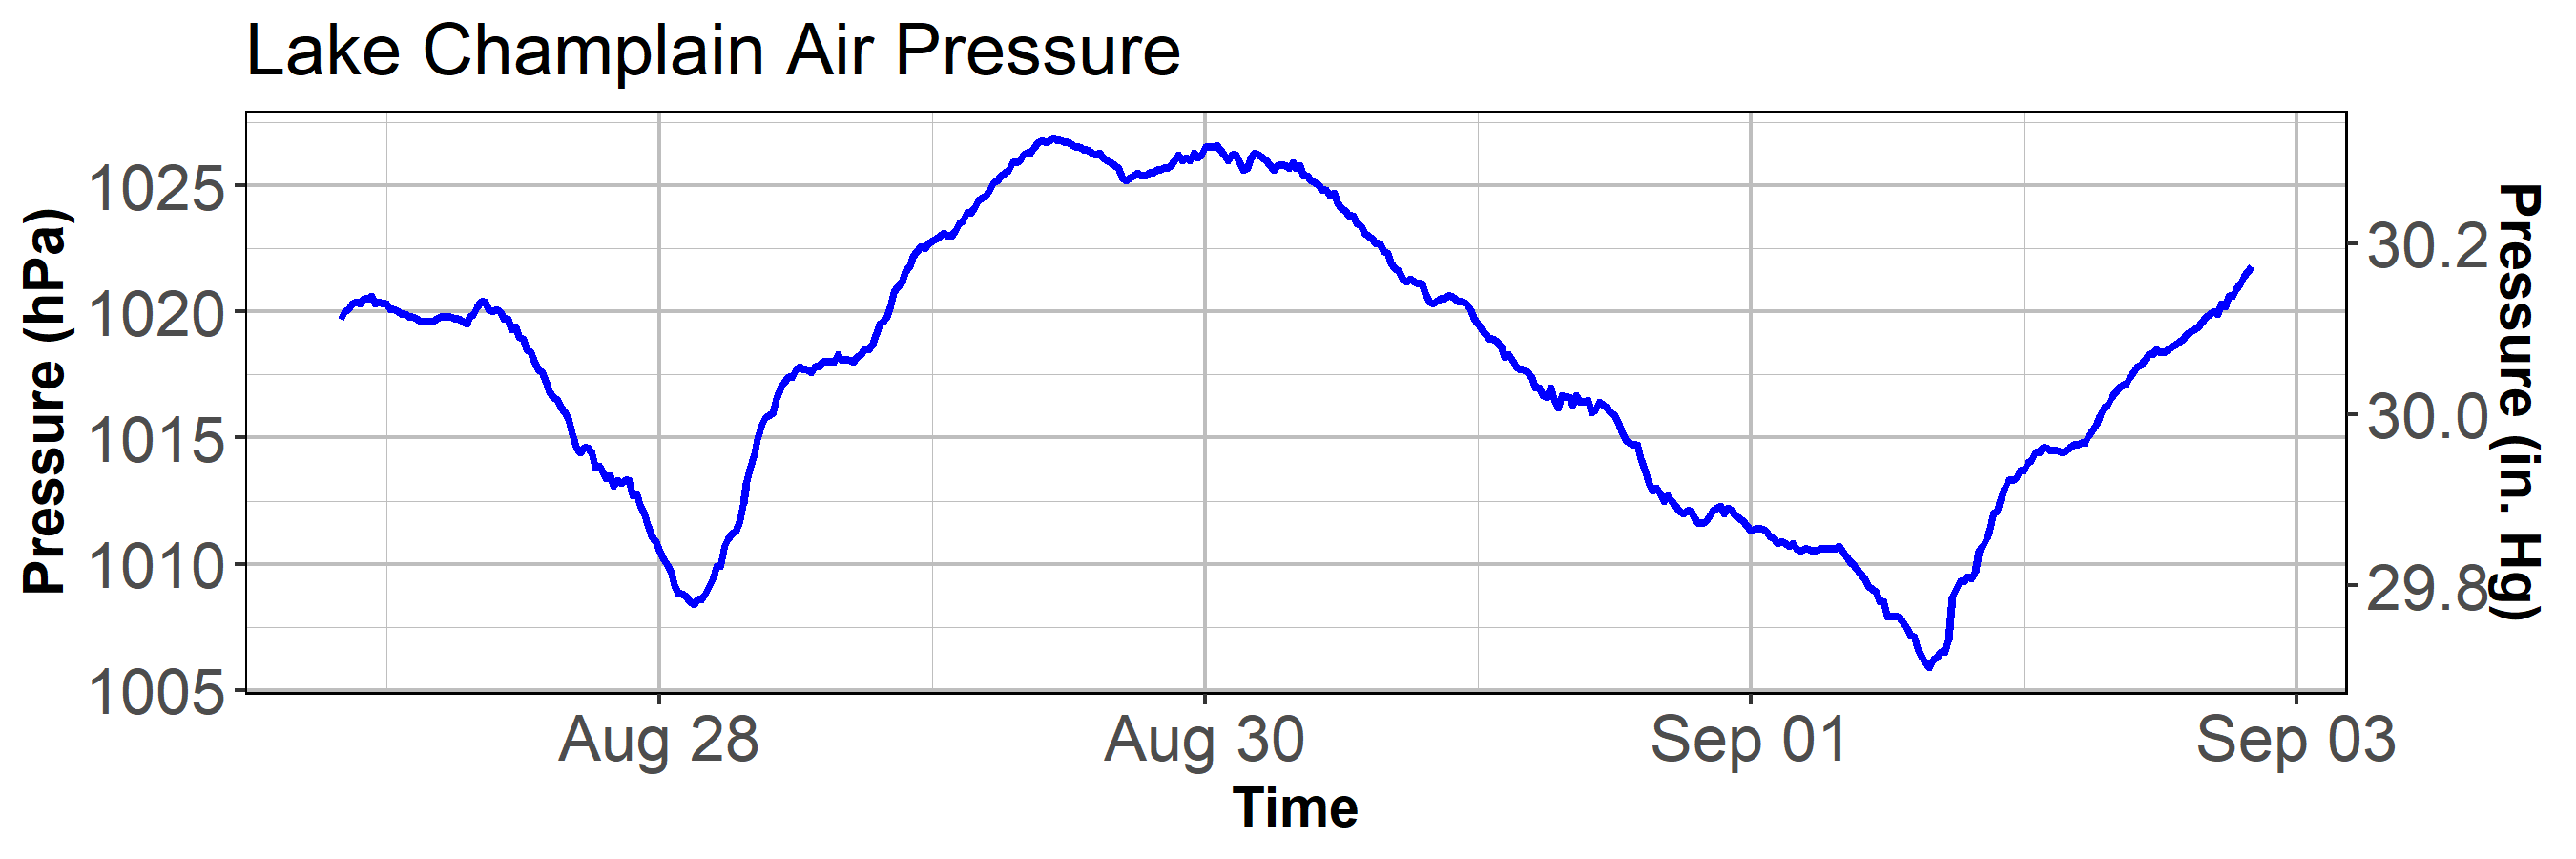 Lake Champlain Air Pressure
Pressure (hPa)
1025
1020
1015
1010
1005
30.2
30.0
29.8
Pressure (in. Hg)
Aug 28 Aug 30 Sep 01 Sep 03
Time